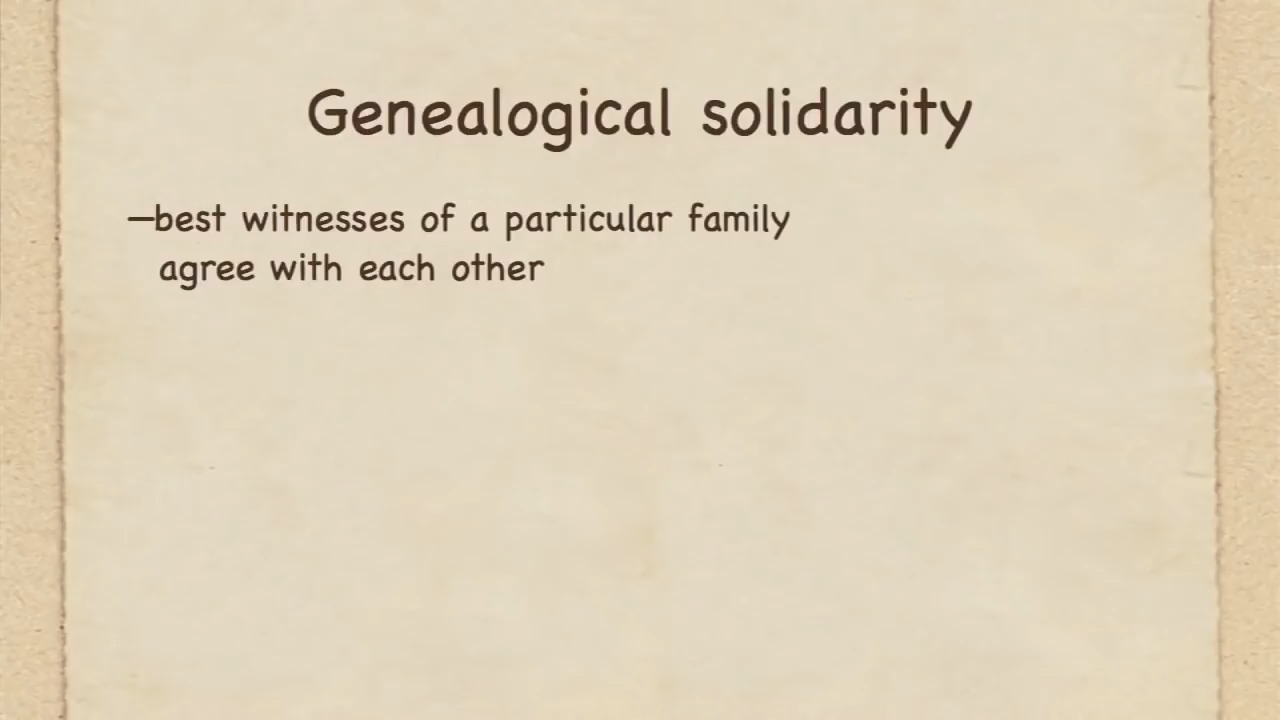 Genealogical solidarity
—best witnesses of a particular family
agree with each other